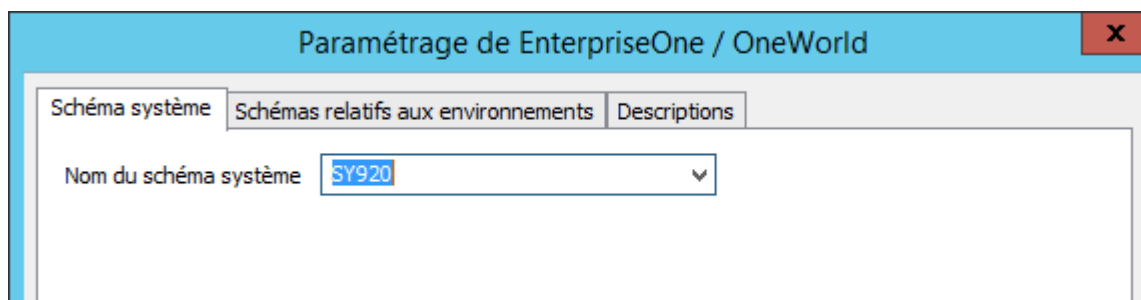 Paramétrage de EnterpriseOne / OneWorld
x
Schéma système Schémas relatifs aux environnements Descriptions
Nom du schéma système SY920